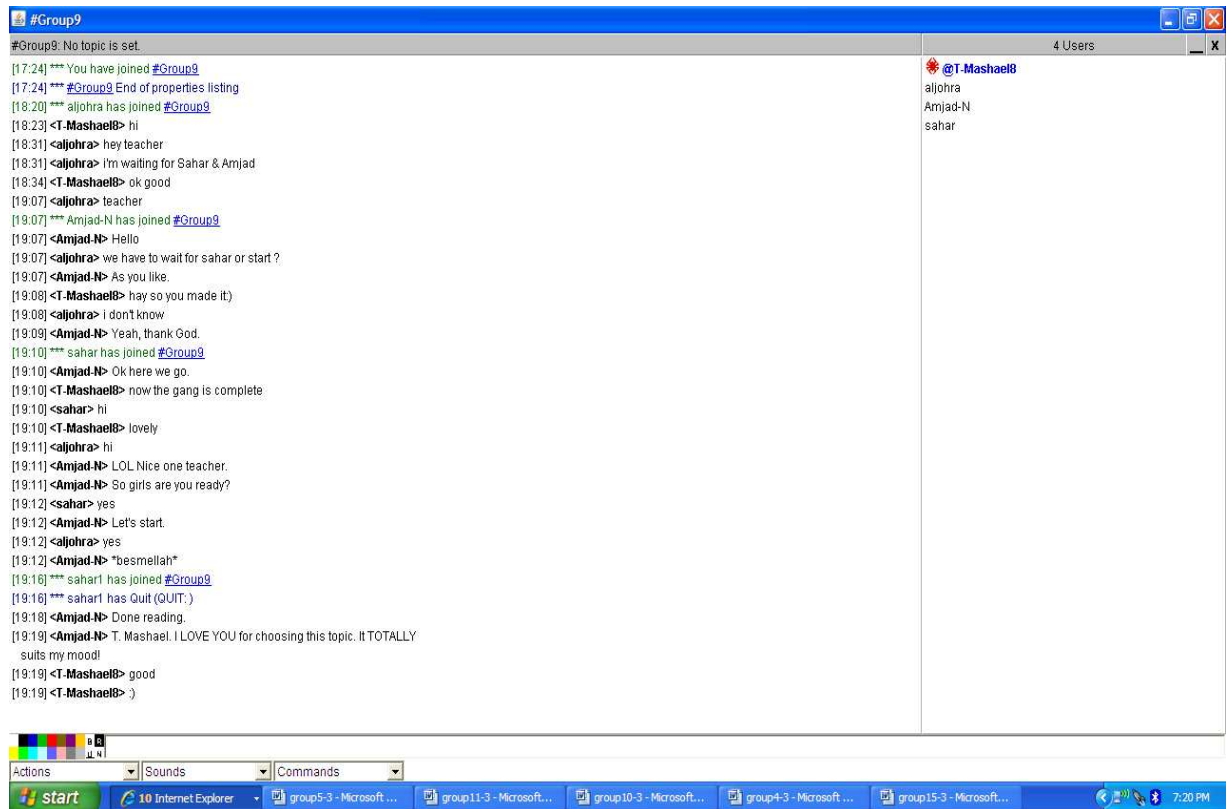 #Group9
#Group9: No topic is set.
4 Users
X
[17:24] *** You have joined #Group9
[17:24] *** #Group9 End of properties listing
[18:20] *** aljohra has joined #Group9
[18:23] <T-Mashael8> hi
[18:31] <aljohra> hey teacher
[18:31] <aljohra> i'm waiting for Sahar & Amjad
[18:34] <T-Mashael8> ok good
[19:07] <aljohra> teacher
[19:07] *** Amjad-N has joined #Group9
[19:07] <Amjad-N> Hello
[19:07] <aljohra> we have to wait for sahar or start ?
[19:07] <Amjad-N> As you like.
[19:08] <T-Mashael8> hay so you made it:)
[19:08] <aljohra> i don't know
[19:09] <Amjad-N> Yeah, thank God.
[19:10] *** sahar has joined #Group9
[19:10] <Amjad-N> Ok here we go.
[19:10] <T-Mashael8> now the gang is complete
[19:10] <sahar> hi
[19:10] <T-Mashael8> lovely
[19:11] <aljohra> hi
[19:11] <Amjad-N> LOL Nice one teacher.
[19:11] <Amjad-N> So girls are you ready?
[19:12] <sahar> yes
[19:12] <Amjad-N> Let's start.
[19:12] <aljohra> yes
[19:12] <Amjad-N> *besmellah*
[19:16] *** sahar1 has joined #Group9
[19:16] *** sahar1 has Quit (QUIT: )
[19:18] <Amjad-N> Done reading.
[19:19] <Amjad-N> T. Mashael. I LOVE YOU for choosing this topic. It TOTALLY
suits my mood!
[19:19] <T-Mashael8> good
[19:19] <T-Mashael8> :)
@T-Mashael8
aljohra
Amjad-N
sahar
B R
U N
Actions
Sounds
Commands
start
10 Internet Explorer
group5-3 - Microsoft ...
group11-3 - Microsoft...
group10-3 - Microsoft...
group4-3 - Microsoft ...
group15-3 - Microsoft...
7:20 PM